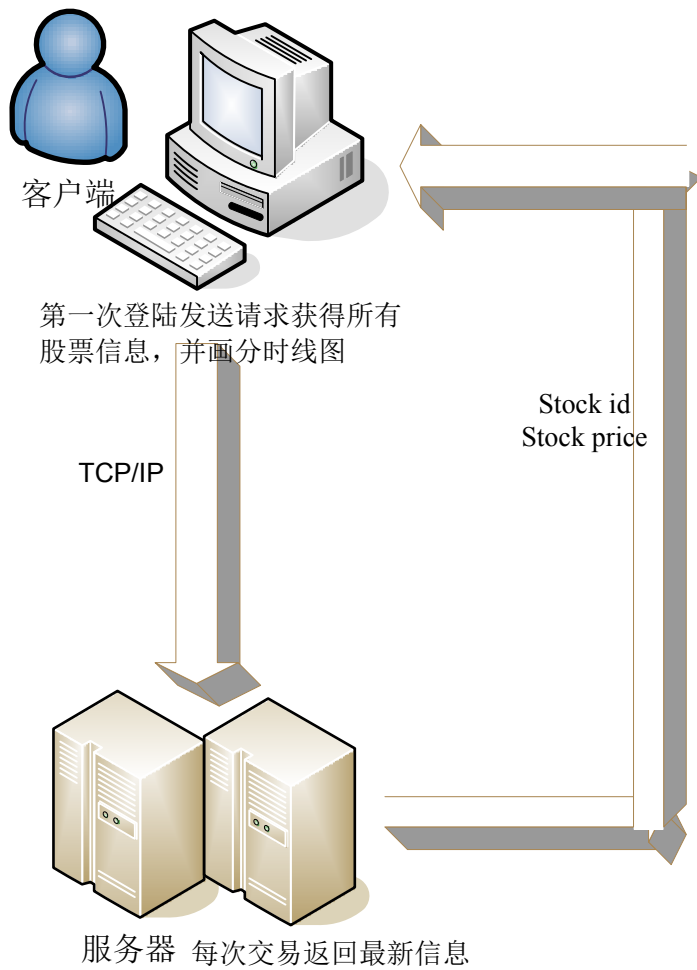 客户端
第一次登陆发送请求获得所有
股票信息，并画分时线图
Stock id
Stock price
TCP/IP
服务器
每次交易返回最新信息